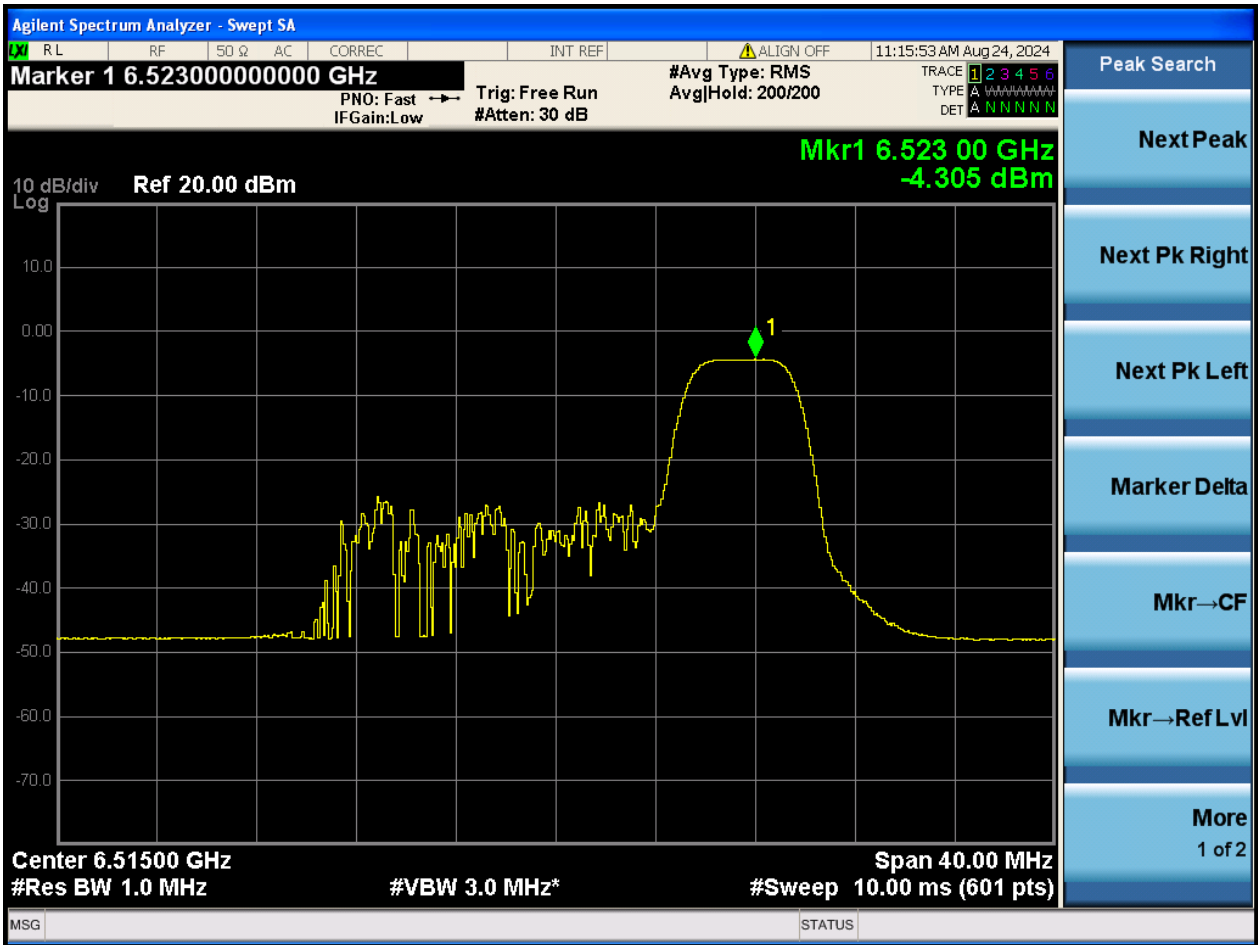 Agilent Spectrum Analyzer - Swept SA
LXI RL RF 50 Ω AC CORREC INT REF ALIGN OFF 11:15:53 AM Aug 24, 2024
Marker 1 6.523000000000 GHz
PNO: Fast
IFGain:Low
Trig: Free Run
#Atten: 30 dB
#Avg Type: RMS
Avg|Hold: 200/200
TRACE 1 2 3 4 5 6
TYPE A WWWWW
DET A N N N N N
Mkr1 6.523 00 GHz
-4.305 dBm
10 dB/div Ref 20.00 dBm
Log
1
10.0
0.00
-10.0
-20.0
-30.0
-40.0
-50.0
-60.0
-70.0
Center 6.51500 GHz Span 40.00 MHz
#Res BW 1.0 MHz #VBW 3.0 MHz* #Sweep 10.00 ms (601 pts)
MSG STATUS
Peak Search
Next Peak
Next Pk Right
Next Pk Left
Marker Delta
Mkr→CF
Mkr→Ref Lvl
More
1 of 2